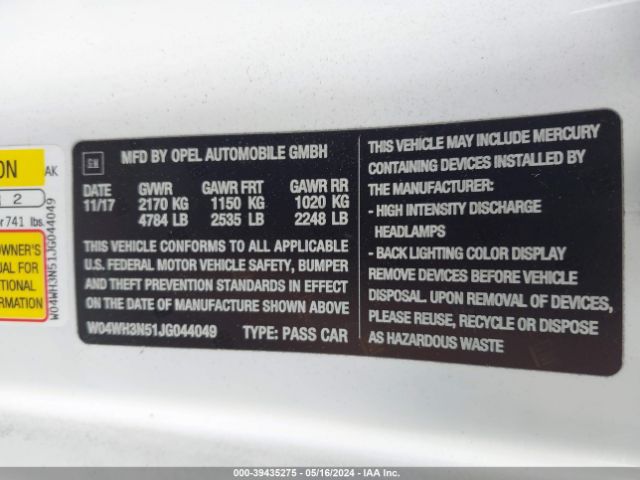 ON
AK
2
741 lbs.
OWNER'S
UAL FOR
TIONAL
ORMATION
W04WH3N51JG044049
GM
MFD BY OPEL AUTOMOBILE GMBH
DATE GVWR GAWR FRT GAWR RR
11/17 2170 KG 1150 KG 1020 KG
4784 LB 2535 LB 2248 LB
THIS VEHICLE CONFORMS TO ALL APPLICABLE
U.S. FEDERAL MOTOR VEHICLE SAFETY, BUMPER
AND THEFT PREVENTION STANDARDS IN EFFECT
ON THE DATE OF MANUFACTURE SHOWN ABOVE
W04WH3N51JG044049 TYPE: PASS CAR
THIS VEHICLE MAY INCLUDE MERCURY
CONTAINING DEVICES INSTALLED BY
THE MANUFACTURER:
- HIGH INTENSITY DISCHARGE
HEADLAMPS
- BACK LIGHTING COLOR DISPLAY
REMOVE DEVICES BEFORE VEHICLE
DISPOSAL. UPON REMOVAL OF DEVICES,
PLEASE REUSE, RECYCLE OR DISPOSE
AS HAZARDOUS WASTE
000-39435275 - 05/16/2024 - IAAI.COM